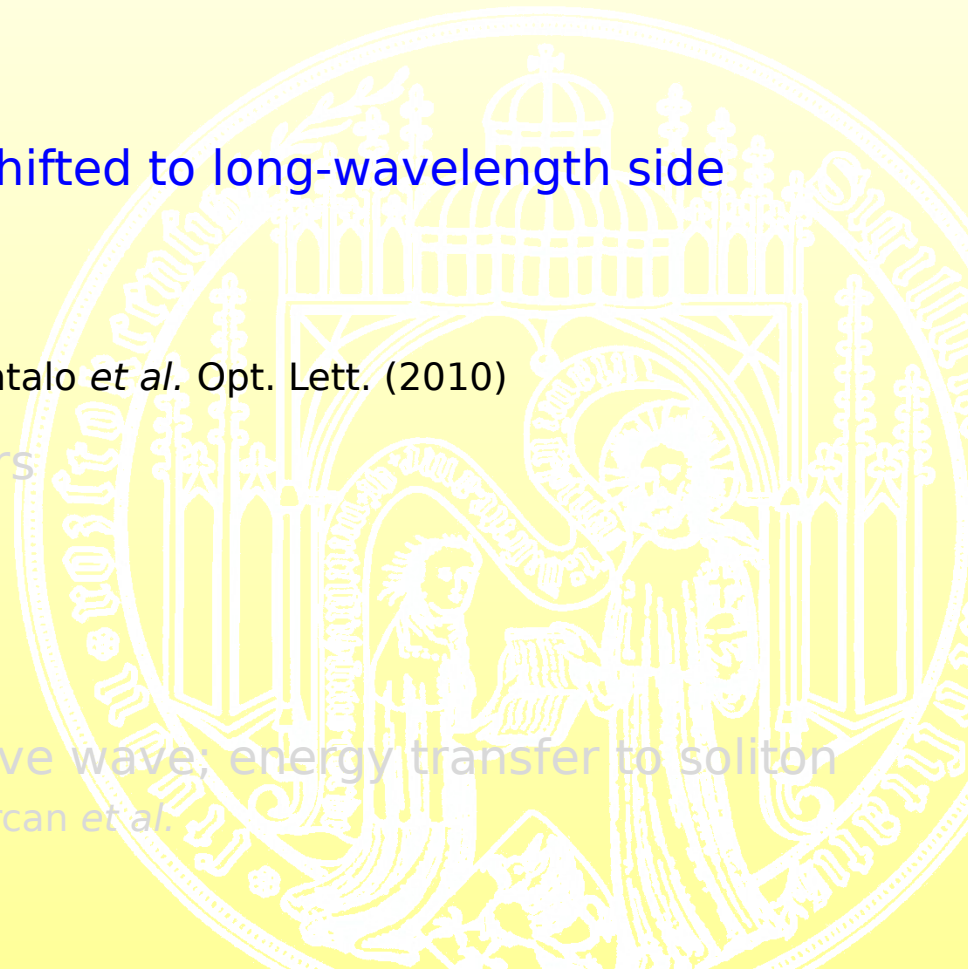 hifted to long-wavelength side
ntalo et al. Opt. Lett. (2010)
rs
ve wave; energy transfer to soliton
rcan et al.